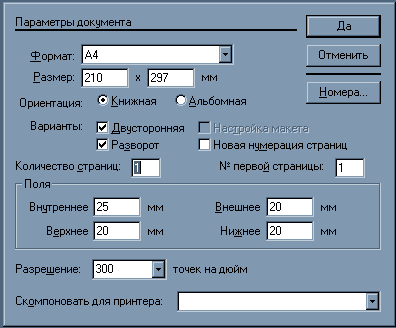 Параметры документа
Да
Формат: A4
Отменить
Размер: 210 x 297 мм
Номера...
Ориентация: Книжная Альбомная
Варианты: Двусторонняя Настройка макета
Разворот Новая нумерация страниц
Количество страниц: 1 № первой страницы: 1
Поля
Внутреннее 25 мм Внешнее 20 мм
Верхнее 20 мм Нижнее 20 мм
Разрешение: 300 точек на дюйм
Скомпоновать для принтера: